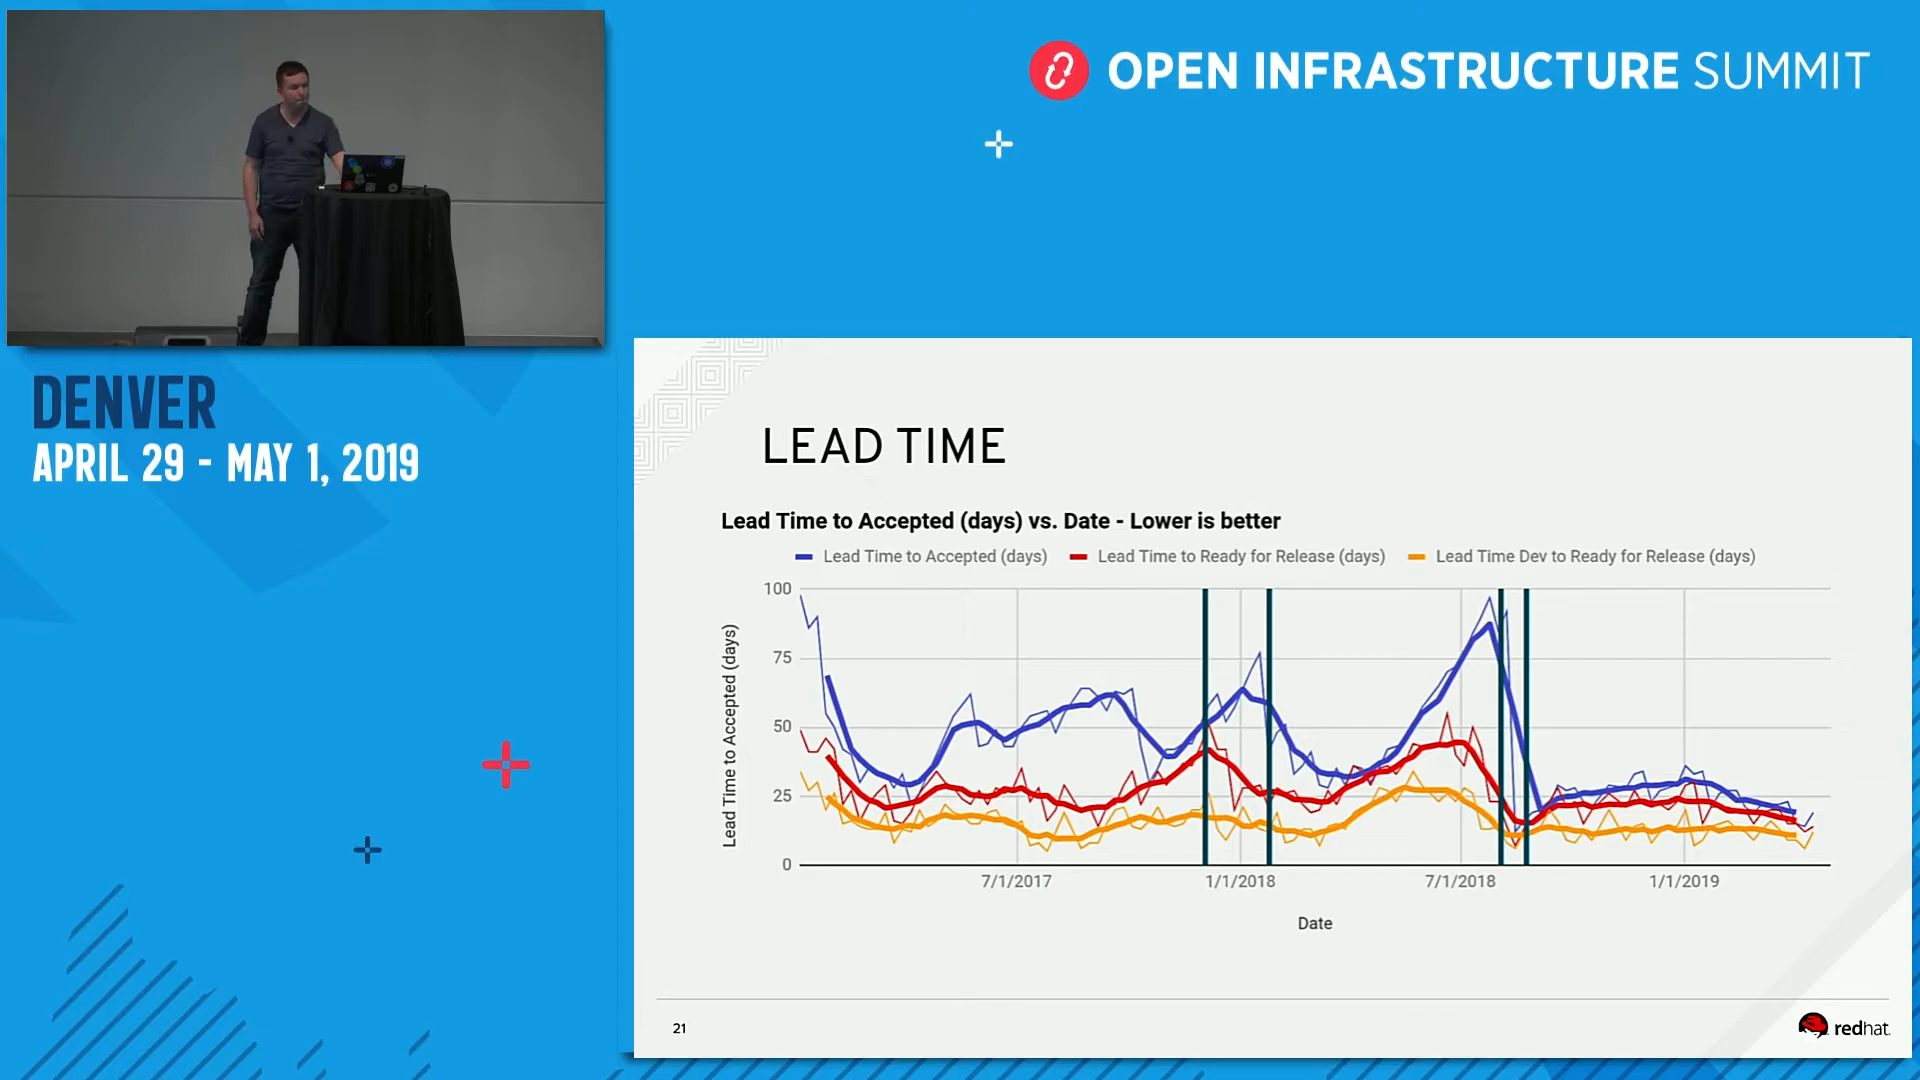 OPEN INFRASTRUCTURE SUMMIT
DENVER
APRIL 29 - MAY 1, 2019
LEAD TIME
Lead Time to Accepted (days) vs. Date - Lower is better
Lead Time to Accepted (days) Lead Time to Ready for Release (days) Lead Time Dev to Ready for Release (days)
Lead Time to Accepted (days)
100
75
50
25
0
7/1/2017 1/1/2018 7/1/2018 1/1/2019
Date
21
redhat.